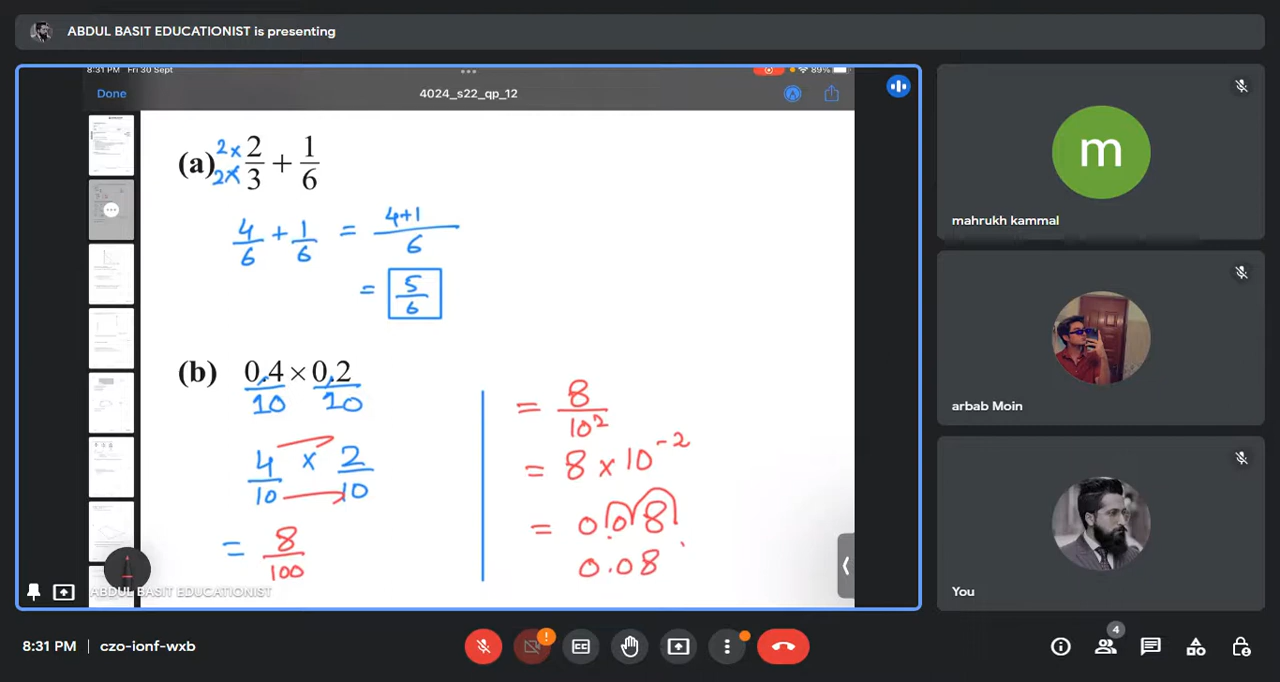 ABDUL BASIT EDUCATIONIST is presenting
8:31 PM Fri 30 Sept
89%
Done
4024_s22_qp_12
(a) 2× 2/3 + 1/6
2×
4/6 + 1/6 = 4+1/6
= 5/6
(b) 0.4 × 0.2
10 10
4/10 × 2/10
= 8/100
= 8/10²
= 8 × 10⁻²
= 0.08
0.08
ABDUL BASIT EDUCATIONIST
m
mahrukh kammal
arbab Moin
You
8:31 PM | czo-ionf-wxb
CC
4